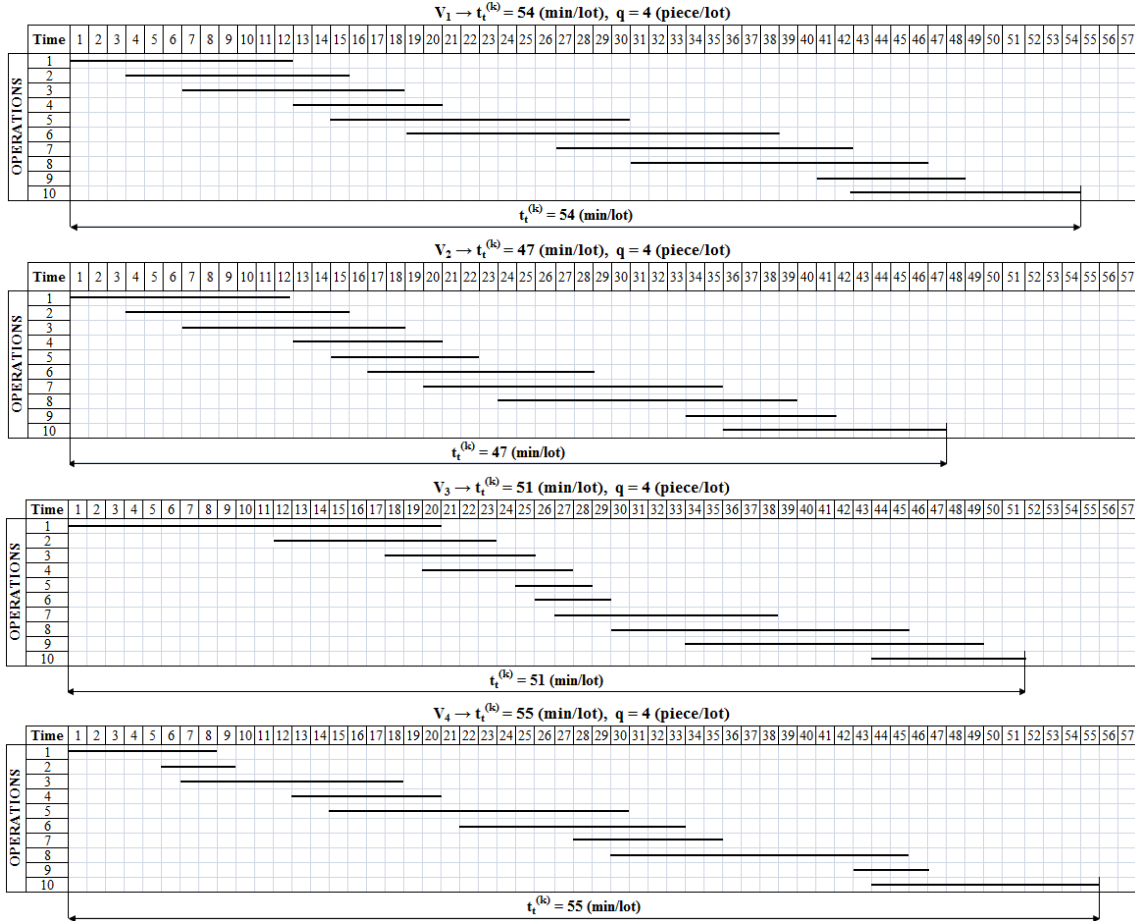 V₁ → tₜ⁽ᵏ⁾ = 54 (min/lot), q = 4 (piece/lot)
Time 1 2 3 4 5 6 7 8 9 10 11 12 13 14 15 16 17 18 19 20 21 22 23 24 25 26 27 28 29 30 31 32 33 34 35 36 37 38 39 40 41 42 43 44 45 46 47 48 49 50 51 52 53 54 55 56 57
OPERATIONS
1
2
3
4
5
6
7
8
9
10
tₜ⁽ᵏ⁾ = 54 (min/lot)
V₂ → tₜ⁽ᵏ⁾ = 47 (min/lot), q = 4 (piece/lot)
Time 1 2 3 4 5 6 7 8 9 10 11 12 13 14 15 16 17 18 19 20 21 22 23 24 25 26 27 28 29 30 31 32 33 34 35 36 37 38 39 40 41 42 43 44 45 46 47 48 49 50 51 52 53 54 55 56 57
OPERATIONS
1
2
3
4
5
6
7
8
9
10
tₜ⁽ᵏ⁾ = 47 (min/lot)
V₃ → tₜ⁽ᵏ⁾ = 51 (min/lot), q = 4 (piece/lot)
Time 1 2 3 4 5 6 7 8 9 10 11 12 13 14 15 16 17 18 19 20 21 22 23 24 25 26 27 28 29 30 31 32 33 34 35 36 37 38 39 40 41 42 43 44 45 46 47 48 49 50 51 52 53 54 55 56 57
OPERATIONS
1
2
3
4
5
6
7
8
9
10
tₜ⁽ᵏ⁾ = 51 (min/lot)
V₄ → tₜ⁽ᵏ⁾ = 55 (min/lot), q = 4 (piece/lot)
Time 1 2 3 4 5 6 7 8 9 10 11 12 13 14 15 16 17 18 19 20 21 22 23 24 25 26 27 28 29 30 31 32 33 34 35 36 37 38 39 40 41 42 43 44 45 46 47 48 49 50 51 52 53 54 55 56 57
OPERATIONS
1
2
3
4
5
6
7
8
9
10
tₜ⁽ᵏ⁾ = 55 (min/lot)